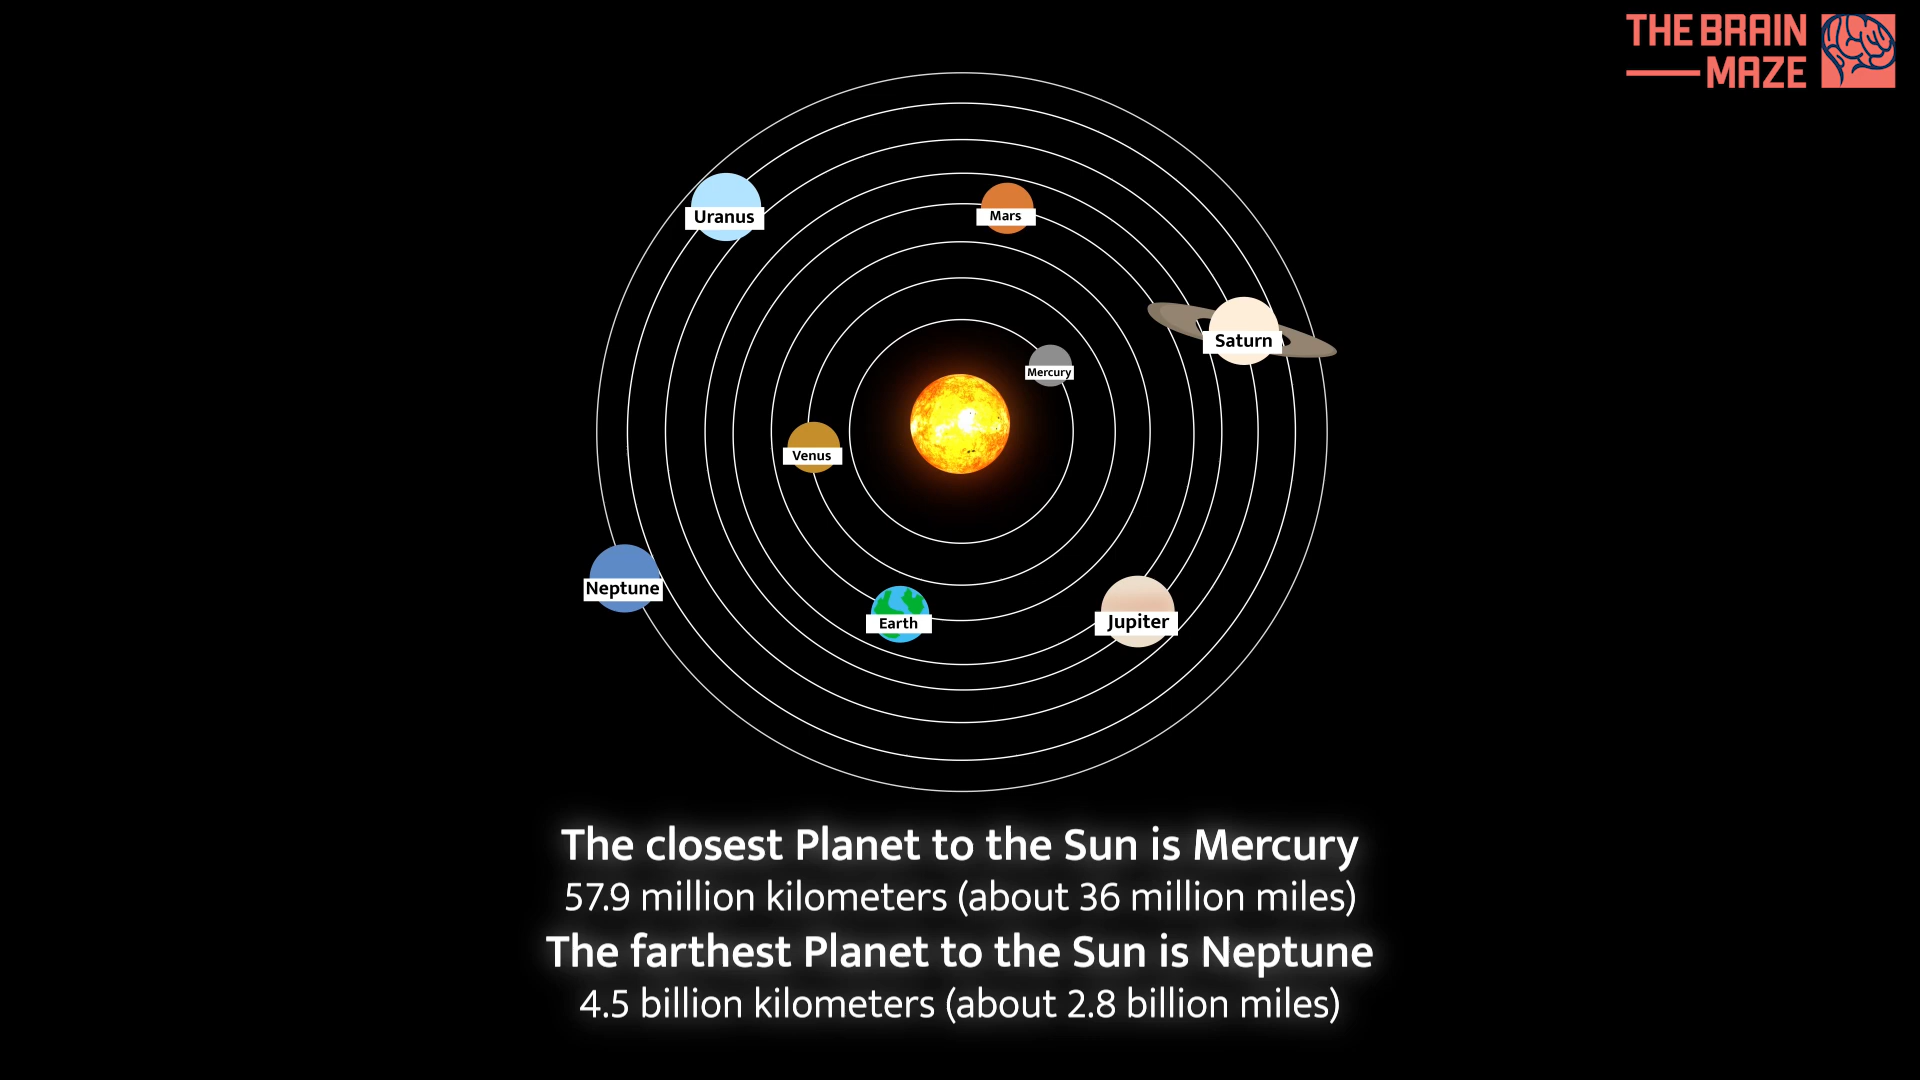 THE BRAIN
MAZE
Uranus
Mars
Saturn
Mercury
Venus
Neptune
Earth
Jupiter
The closest Planet to the Sun is Mercury
57.9 million kilometers (about 36 million miles)
The farthest Planet to the Sun is Neptune
4.5 billion kilometers (about 2.8 billion miles)